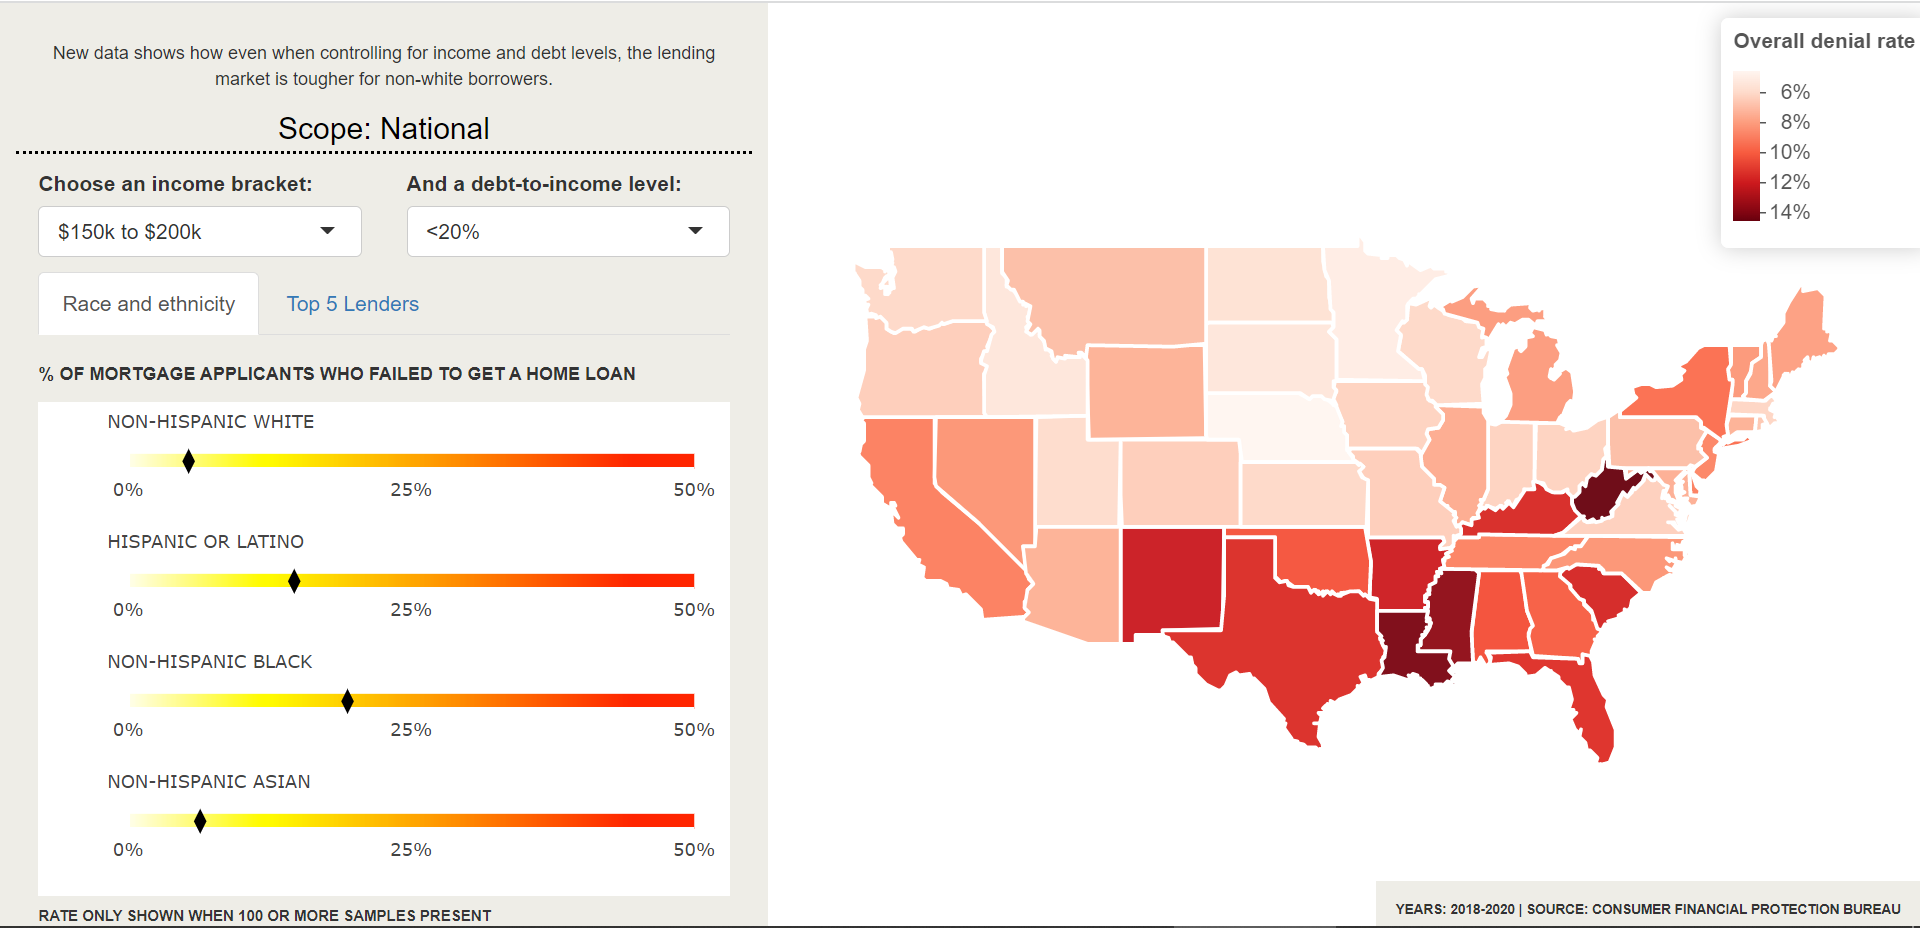 New data shows how even when controlling for income and debt levels, the lending
market is tougher for non-white borrowers.
Scope: National
Choose an income bracket:
And a debt-to-income level:
$150k to $200k
<20%
Race and ethnicity
Top 5 Lenders
% OF MORTGAGE APPLICANTS WHO FAILED TO GET A HOME LOAN
NON-HISPANIC WHITE
0% 25% 50%
HISPANIC OR LATINO
0% 25% 50%
NON-HISPANIC BLACK
0% 25% 50%
NON-HISPANIC ASIAN
0% 25% 50%
RATE ONLY SHOWN WHEN 100 OR MORE SAMPLES PRESENT
Overall denial rate
6%
8%
10%
12%
14%
YEARS: 2018-2020 | SOURCE: CONSUMER FINANCIAL PROTECTION BUREAU